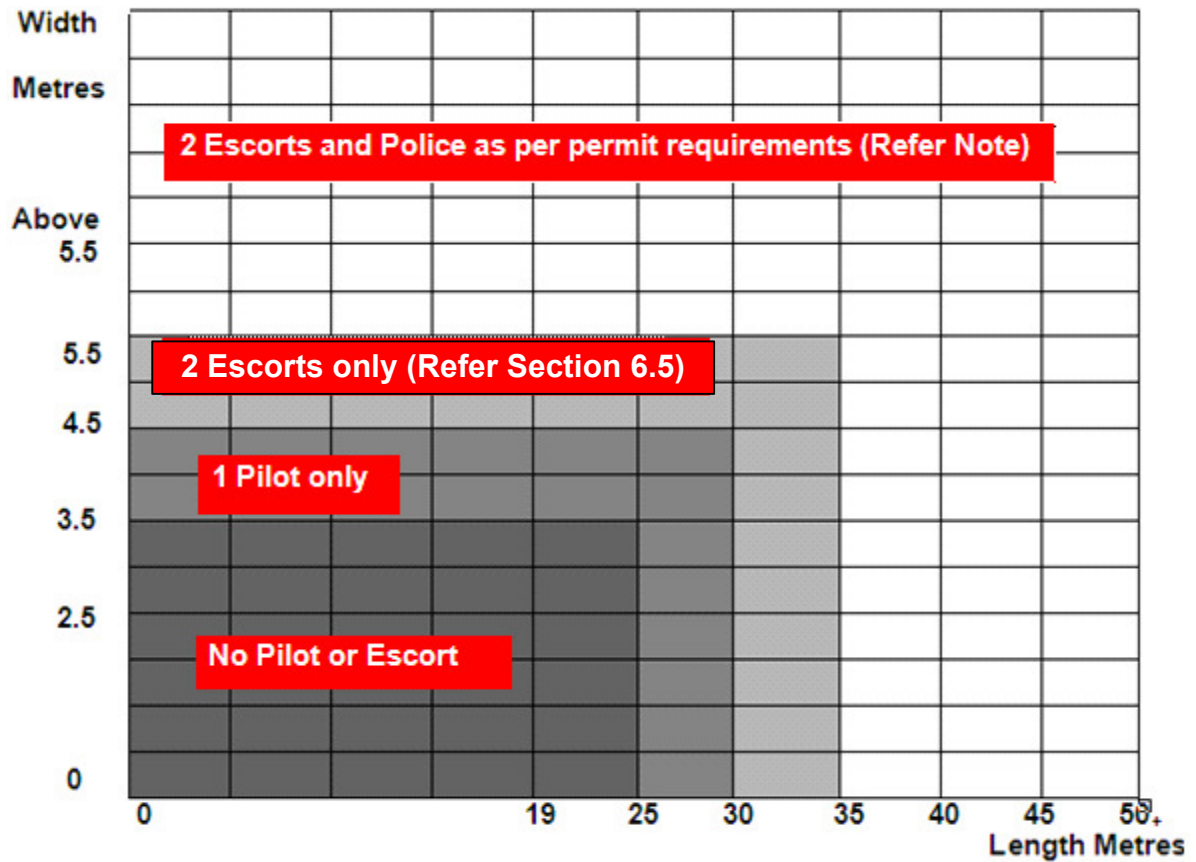 Width
Metres
2 Escorts and Police as per permit requirements (Refer Note)
Above
5.5
5.5
2 Escorts only (Refer Section 6.5)
4.5
1 Pilot only
3.5
2.5
No Pilot or Escort
0
0 19 25 30 35 40 45 50+
Length Metres